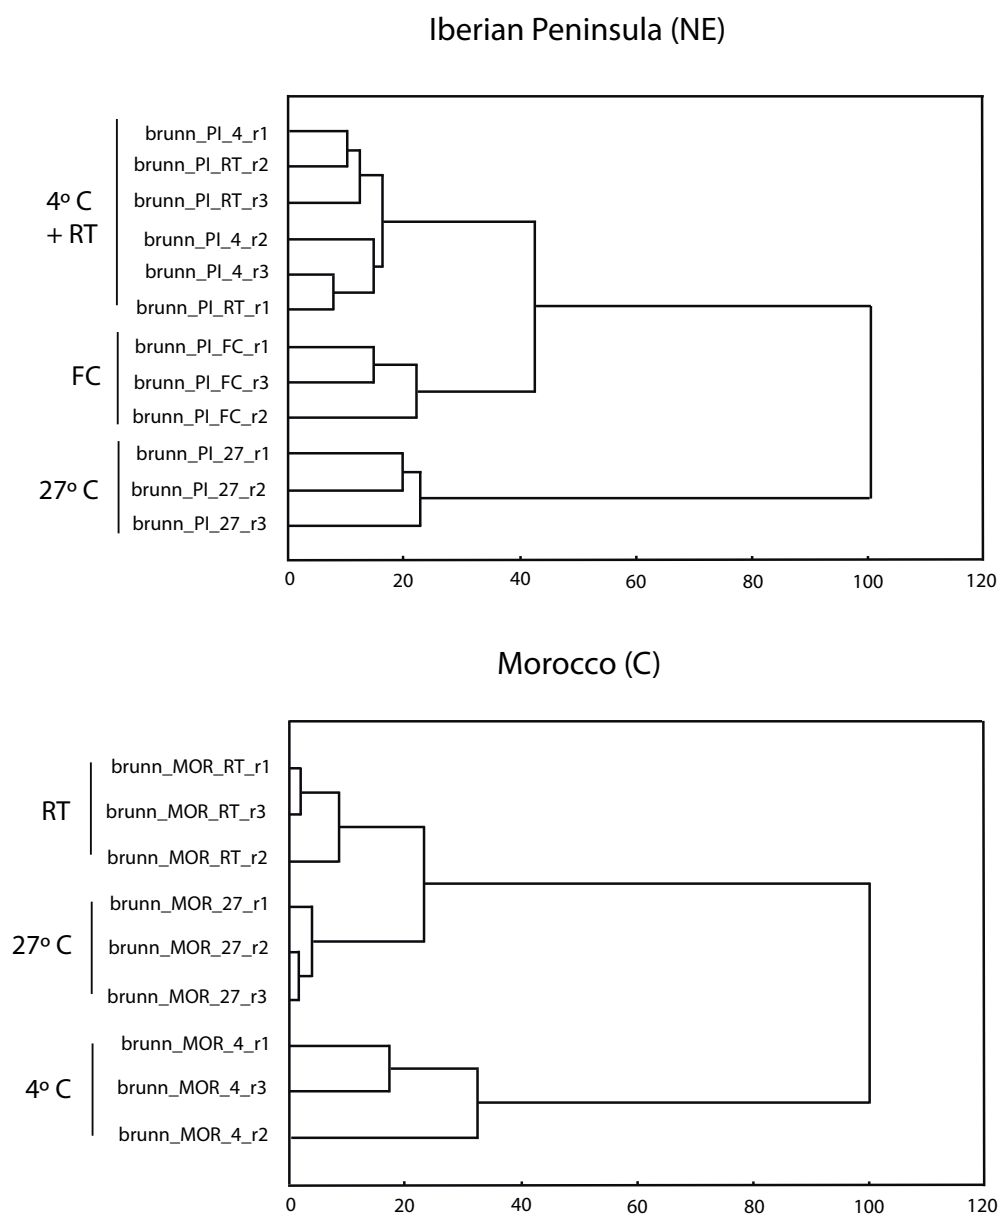 Iberian Peninsula (NE)
4º C
+ RT
brunn_PI_4_r1
brunn_PI_RT_r2
brunn_PI_RT_r3
brunn_PI_4_r2
brunn_PI_4_r3
brunn_PI_RT_r1
FC
brunn_PI_FC_r1
brunn_PI_FC_r3
brunn_PI_FC_r2
27º C
brunn_PI_27_r1
brunn_PI_27_r2
brunn_PI_27_r3
0 20 40 60 80 100 120
Morocco (C)
RT
brunn_MOR_RT_r1
brunn_MOR_RT_r3
brunn_MOR_RT_r2
27º C
brunn_MOR_27_r1
brunn_MOR_27_r2
brunn_MOR_27_r3
4º C
brunn_MOR_4_r1
brunn_MOR_4_r3
brunn_MOR_4_r2
0 20 40 60 80 100 120